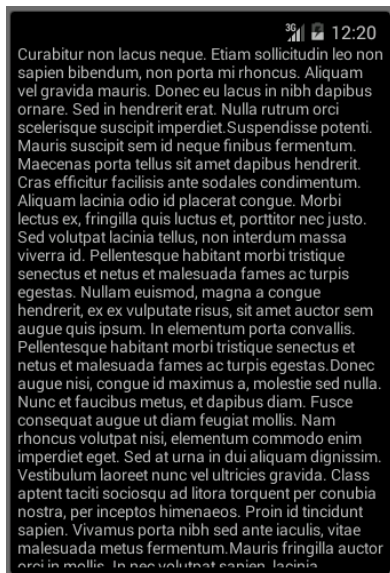 3G 12:20
Curabitur non lacus neque. Etiam sollicitudin leo non
sapien bibendum, non porta mi rhoncus. Aliquam
vel gravida mauris. Donec eu lacus in nibh dapibus
ornare. Sed in hendrerit erat. Nulla rutrum orci
scelerisque suscipit imperdiet.Suspendisse potenti.
Mauris suscipit sem id neque finibus fermentum.
Maecenas porta tellus sit amet dapibus hendrerit.
Cras efficitur facilisis ante sodales condimentum.
Aliquam lacinia odio id placerat congue. Morbi
lectus ex, fringilla quis luctus et, porttitor nec justo.
Sed volutpat lacinia tellus, non interdum massa
viverra id. Pellentesque habitant morbi tristique
senectus et netus et malesuada fames ac turpis
egestas. Nullam euismod, magna a congue
hendrerit, ex ex vulputate risus, sit amet auctor sem
augue quis ipsum. In elementum porta convallis.
Pellentesque habitant morbi tristique senectus et
netus et malesuada fames ac turpis egestas.Donec
augue nisi, congue id maximus a, molestie sed nulla.
Nunc et faucibus metus, et dapibus diam. Fusce
consequat augue ut diam feugiat mollis. Nam
rhoncus volutpat nisi, elementum commodo enim
imperdiet eget. Sed at urna in dui aliquam dignissim.
Vestibulum laoreet nunc vel ultricies gravida. Class
aptent taciti sociosqu ad litora torquent per conubia
nostra, per inceptos himenaeos. Proin id tincidunt
sapien. Vivamus porta nibh sed ante iaculis, vitae
malesuada metus fermentum.Mauris fringilla auctor
orci in mollis. In nec volutpat sapien, lacinia